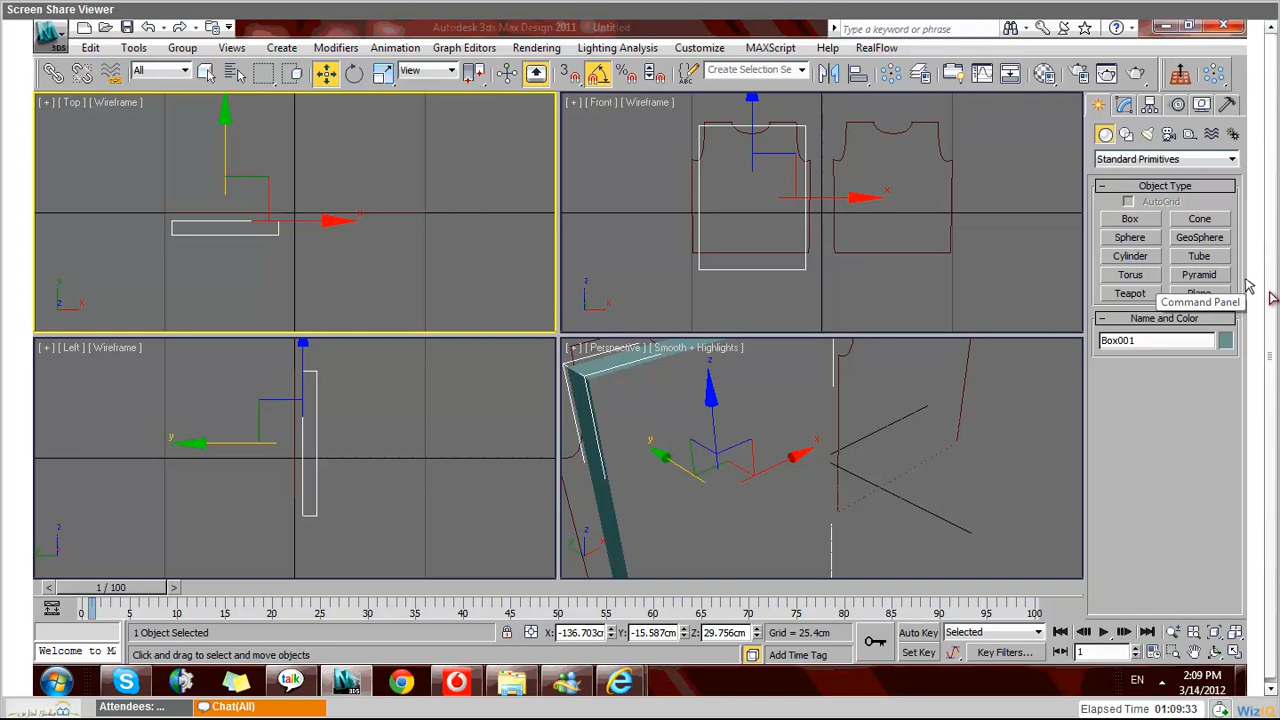 Screen Share Viewer
Autodesk 3ds Max Design 2011 Untitled
Type a keyword or phrase
3DS
Edit Tools Group Views Create Modifiers Animation Graph Editors Rendering Lighting Analysis Customize MAXScript Help RealFlow
All
View
3
Create Selection Se
[ + ] [ Top ] [ Wireframe ]
[ + ] [ Front ] [ Wireframe ]
x
x
y
z
x
z
x
Standard Primitives
Object Type
AutoGrid
Box Cone
Sphere GeoSphere
Cylinder Tube
Torus Pyramid
Teapot Plane
Command Panel
Name and Color
Box001
[ + ] [ Left ] [ Wireframe ]
[ + ] [ Perspective ] [ Smooth + Highlights ]
y
z
y
z
y
x
z
x
1 / 100
0 5 10 15 20 25 30 35 40 45 50 55 60 65 70 75 80 85 90 95 100
1 Object Selected
X: -136.703cm Y: -15.587cm Z: 29.756cm Grid = 25.4cm
Auto Key Selected
Welcome to M
Click and drag to select and move objects
Add Time Tag
Set Key Key Filters... 1
talk
3DS
EN
2:09 PM
3/14/2012
Attendees: ...
Chat(All)
Elapsed Time 01:09:33
WizIQ